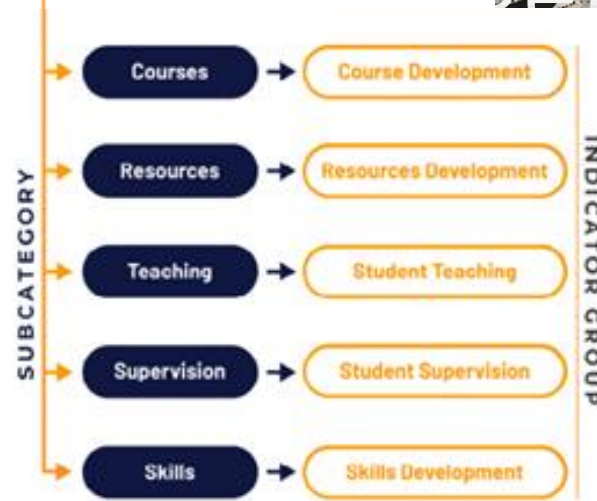 SUBCATEGORY
Courses
Course Development
Resources
Resources Development
Teaching
Student Teaching
Supervision
Student Supervision
Skills
Skills Development
INDICATOR GROUP